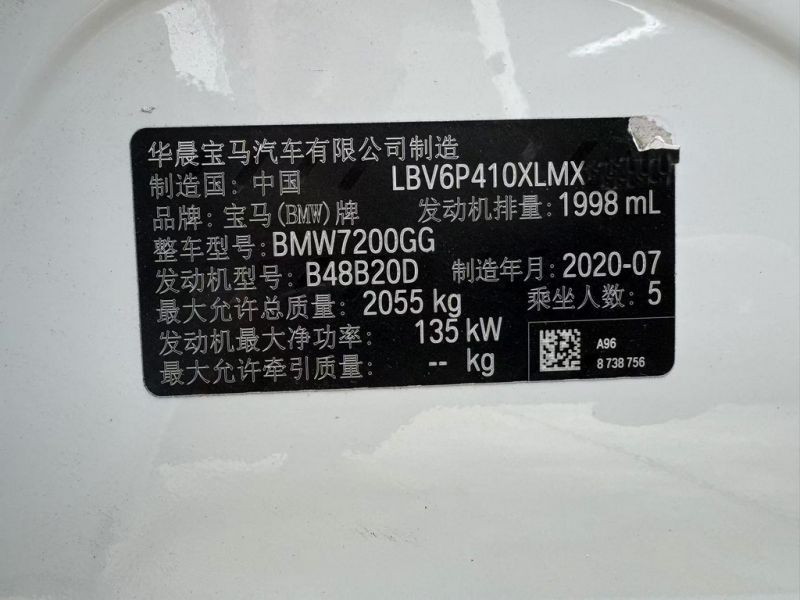 华晨宝马汽车有限公司制造
制造国: 中国 LBV6P410XLMX
品牌: 宝马(BMW)牌 发动机排量: 1998 mL
整车型号: BMW7200GG
发动机型号: B48B20D 制造年月: 2020-07
最大允许总质量: 2055 kg 乘坐人数: 5
发动机最大净功率: 135 kW
最大允许牵引质量: -- kg
A96
8 738 756